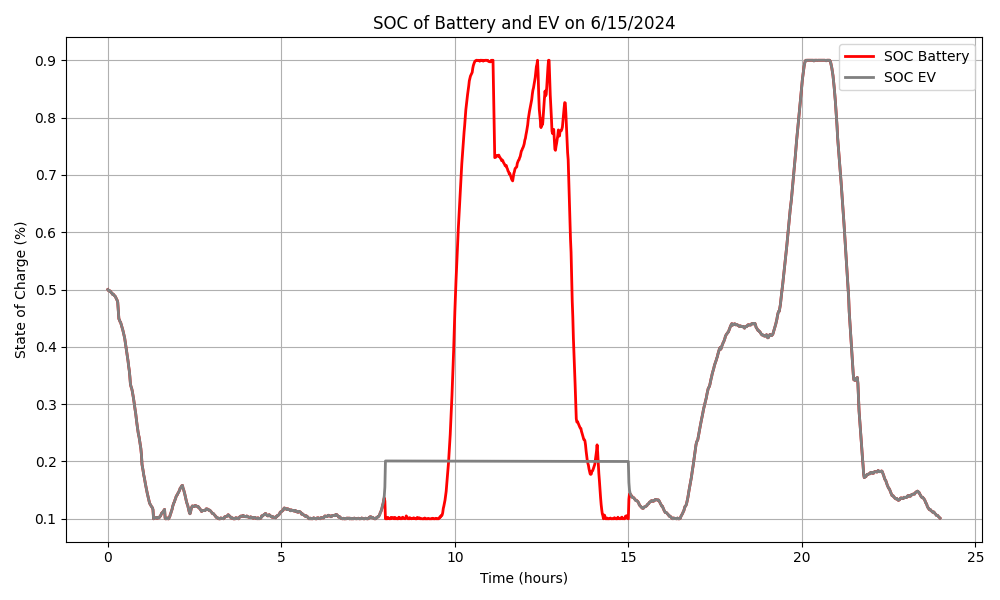 SOC of Battery and EV on 6/15/2024
SOC Battery
SOC EV
State of Charge (%)
0.9
0.8
0.7
0.6
0.5
0.4
0.3
0.2
0.1
0 5 10 15 20 25
Time (hours)